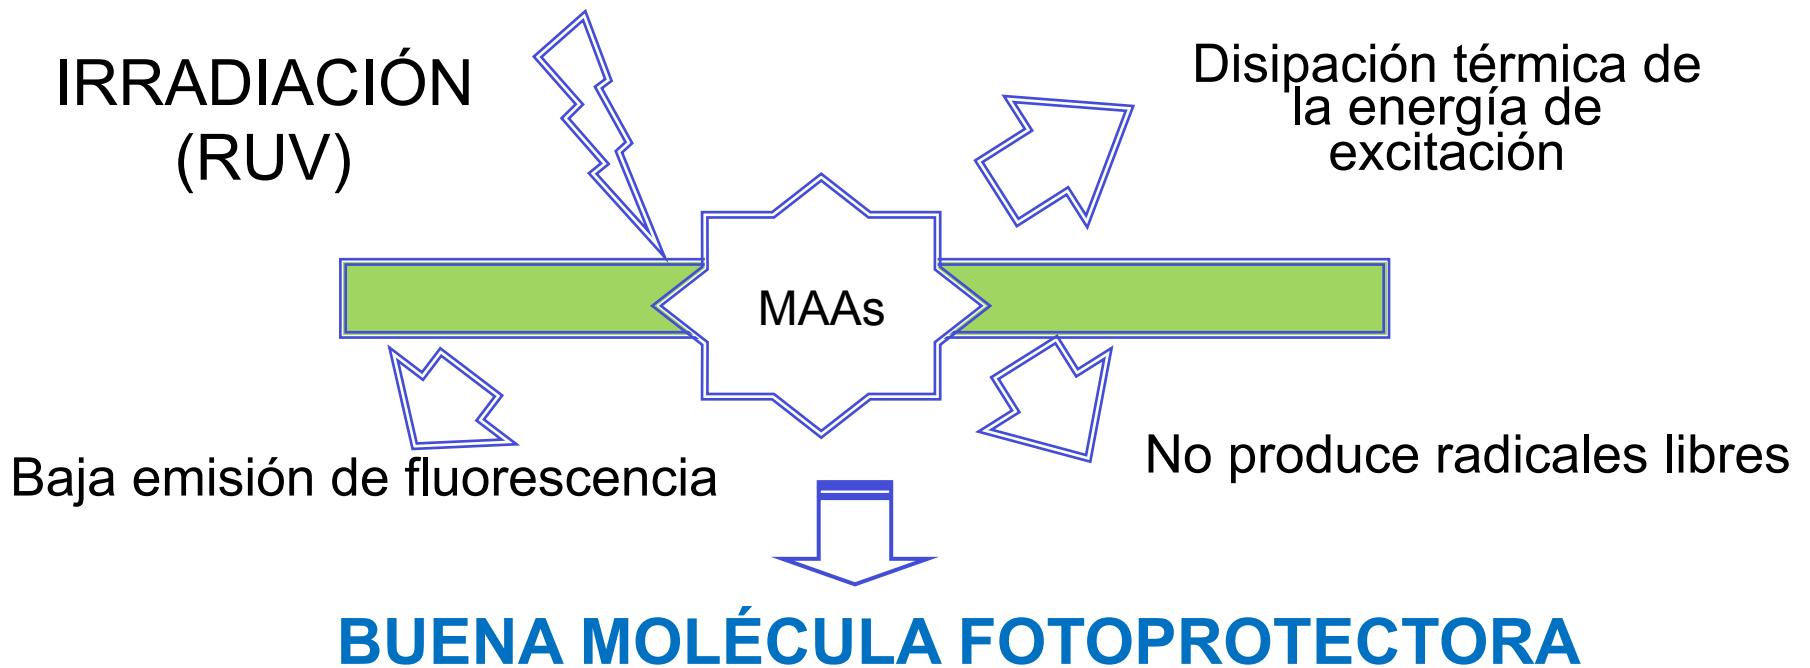 IRRADIACIÓN
(RUV)
Disipación térmica de
la energía de
excitación
MAAs
Baja emisión de fluorescencia
No produce radicales libres
BUENA MOLÉCULA FOTOPROTECTORA